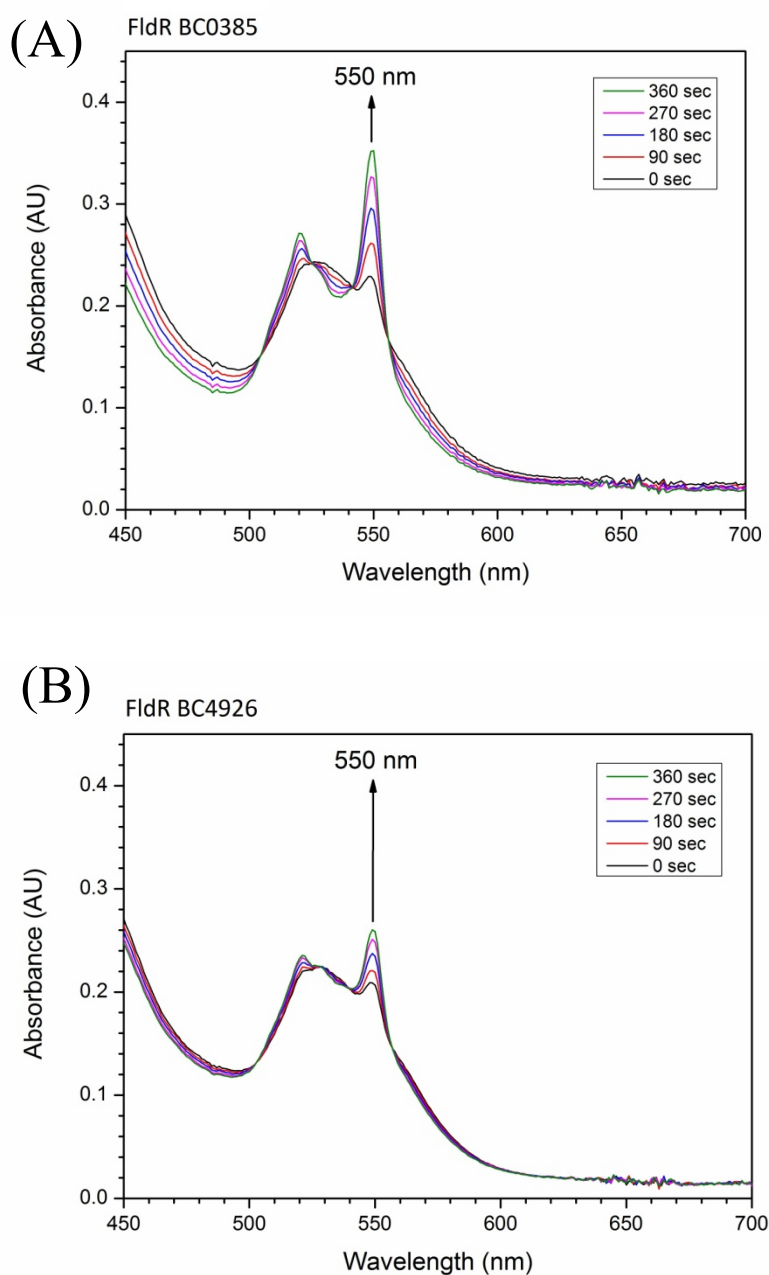 (A)
FldR BC0385
550 nm
360 sec
270 sec
180 sec
90 sec
0 sec
0.4
0.3
0.2
0.1
0.0
Absorbance (AU)
450 500 550 600 650 700
Wavelength (nm)
(B)
FldR BC4926
550 nm
360 sec
270 sec
180 sec
90 sec
0 sec
0.4
0.3
0.2
0.1
0.0
Absorbance (AU)
450 500 550 600 650 700
Wavelength (nm)